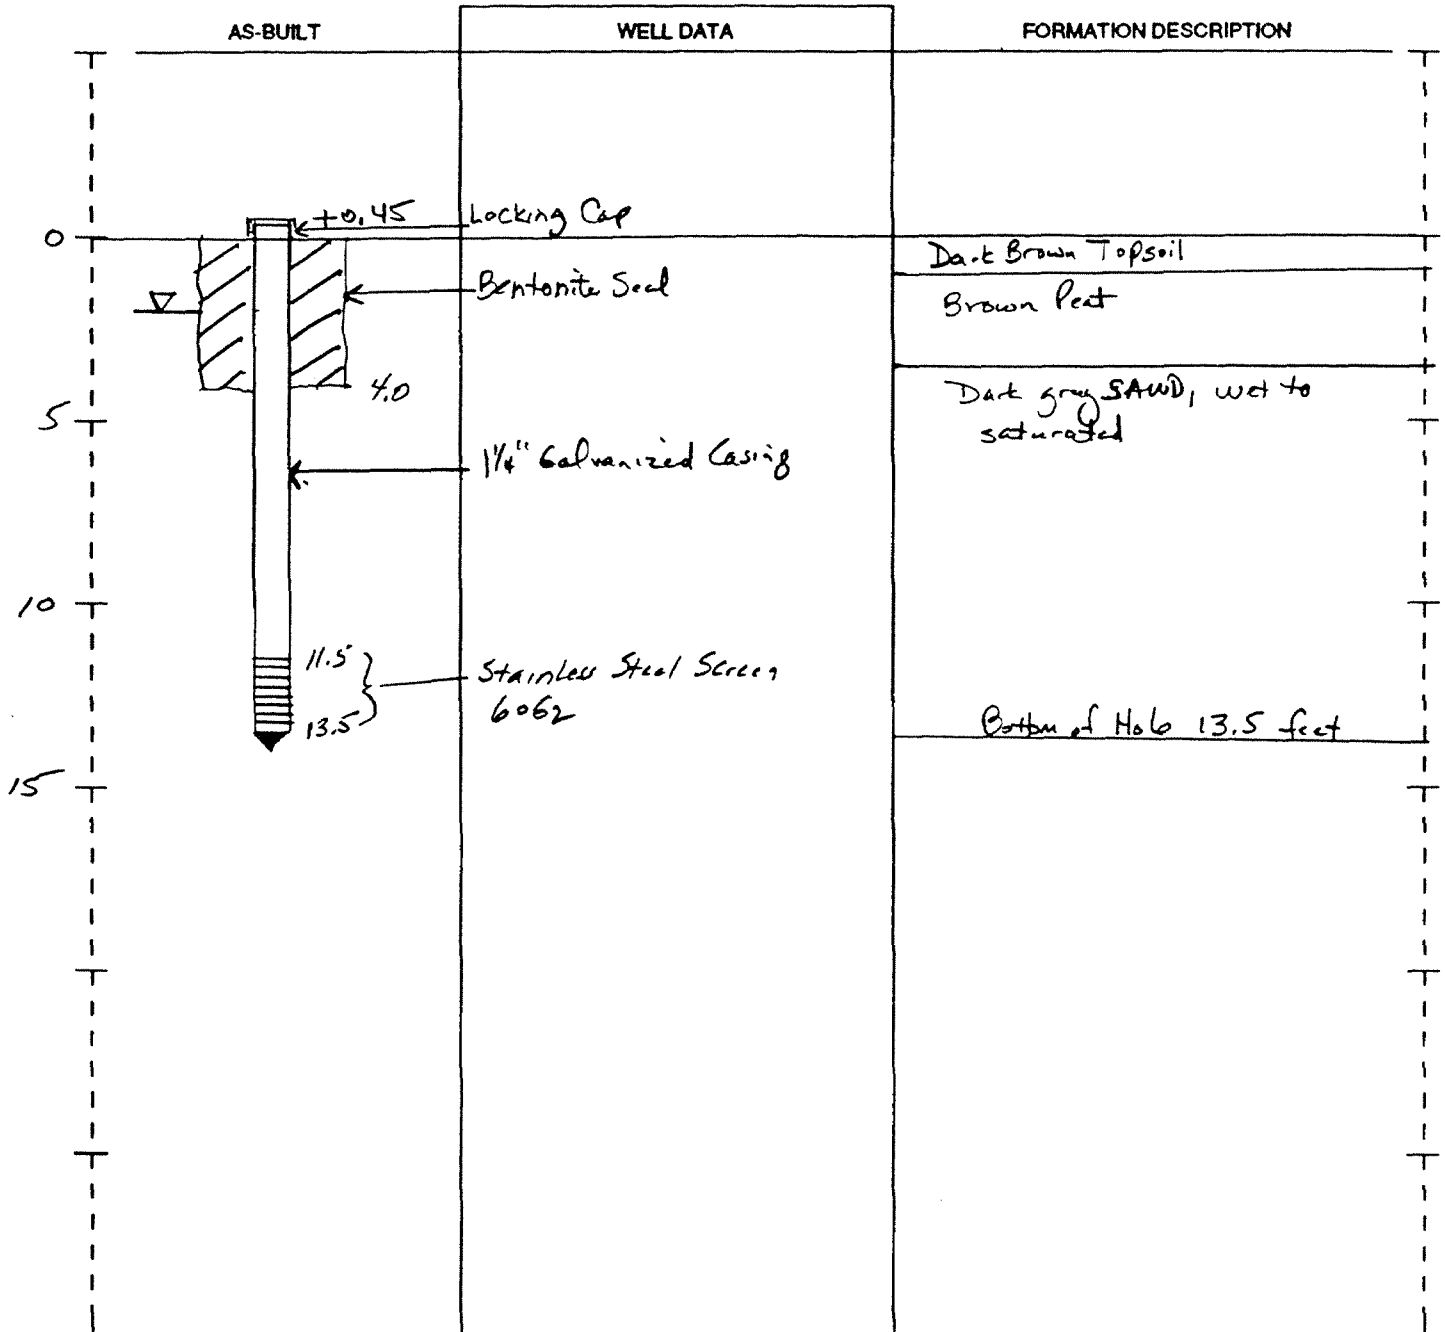 AS-BUILT
WELL DATA
FORMATION DESCRIPTION
+0.45
Locking Cap
0
Dark Brown Topsoil
Bentonite Seal
Brown Peat
4.0
Dark gray SAND, wet to
saturated
5
1¼" Galvanized Casing
10
11.5
Stainless Steel Screen
6062
13.5
Bottom of Hole 13.5 feet
15